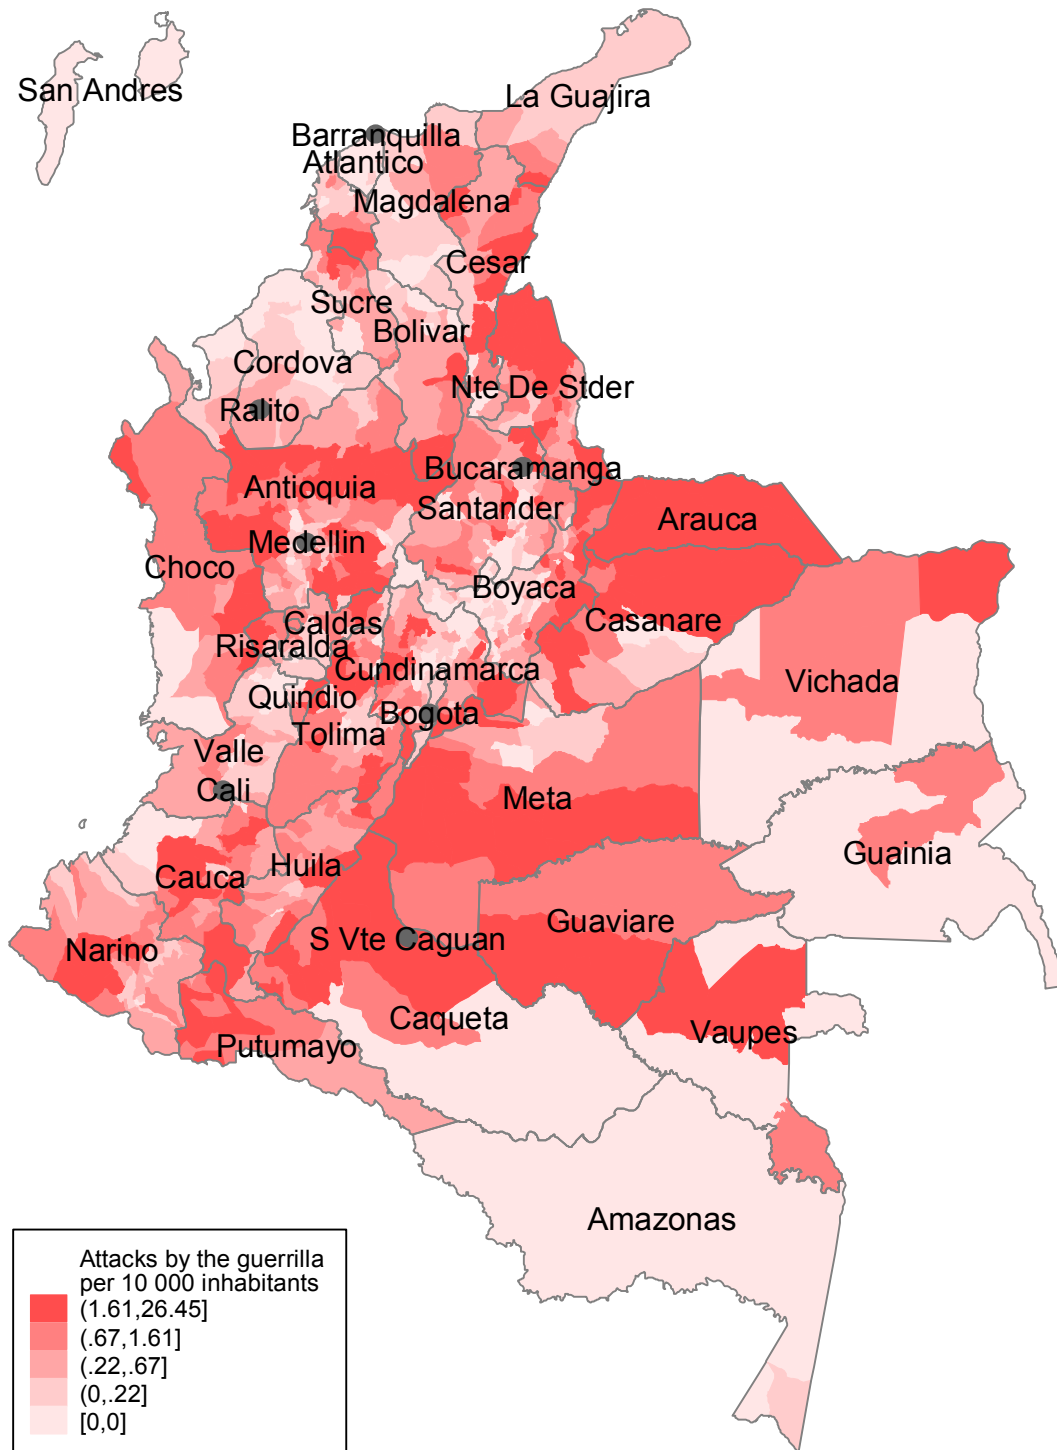 San Andres
La Guajira
Barranquilla
Atlantico
Magdalena
Cesar
Sucre
Bolivar
Cordova
Nte De Stder
Ralito
Bucaramanga
Antioquia
Santander
Arauca
Medellin
Choco
Boyaca
Casanare
Caldas
Risaralda
Cundinamarca
Vichada
Quindio
Bogota
Tolima
Valle
Cali
Meta
Guainia
Huila
Cauca
Guaviare
Narino
S Vte Caguan
Caqueta
Vaupes
Putumayo
Amazonas
Attacks by the guerrilla
per 10 000 inhabitants
(1.61,26.45]
(.67,1.61]
(.22,.67]
(0,.22]
[0,0]